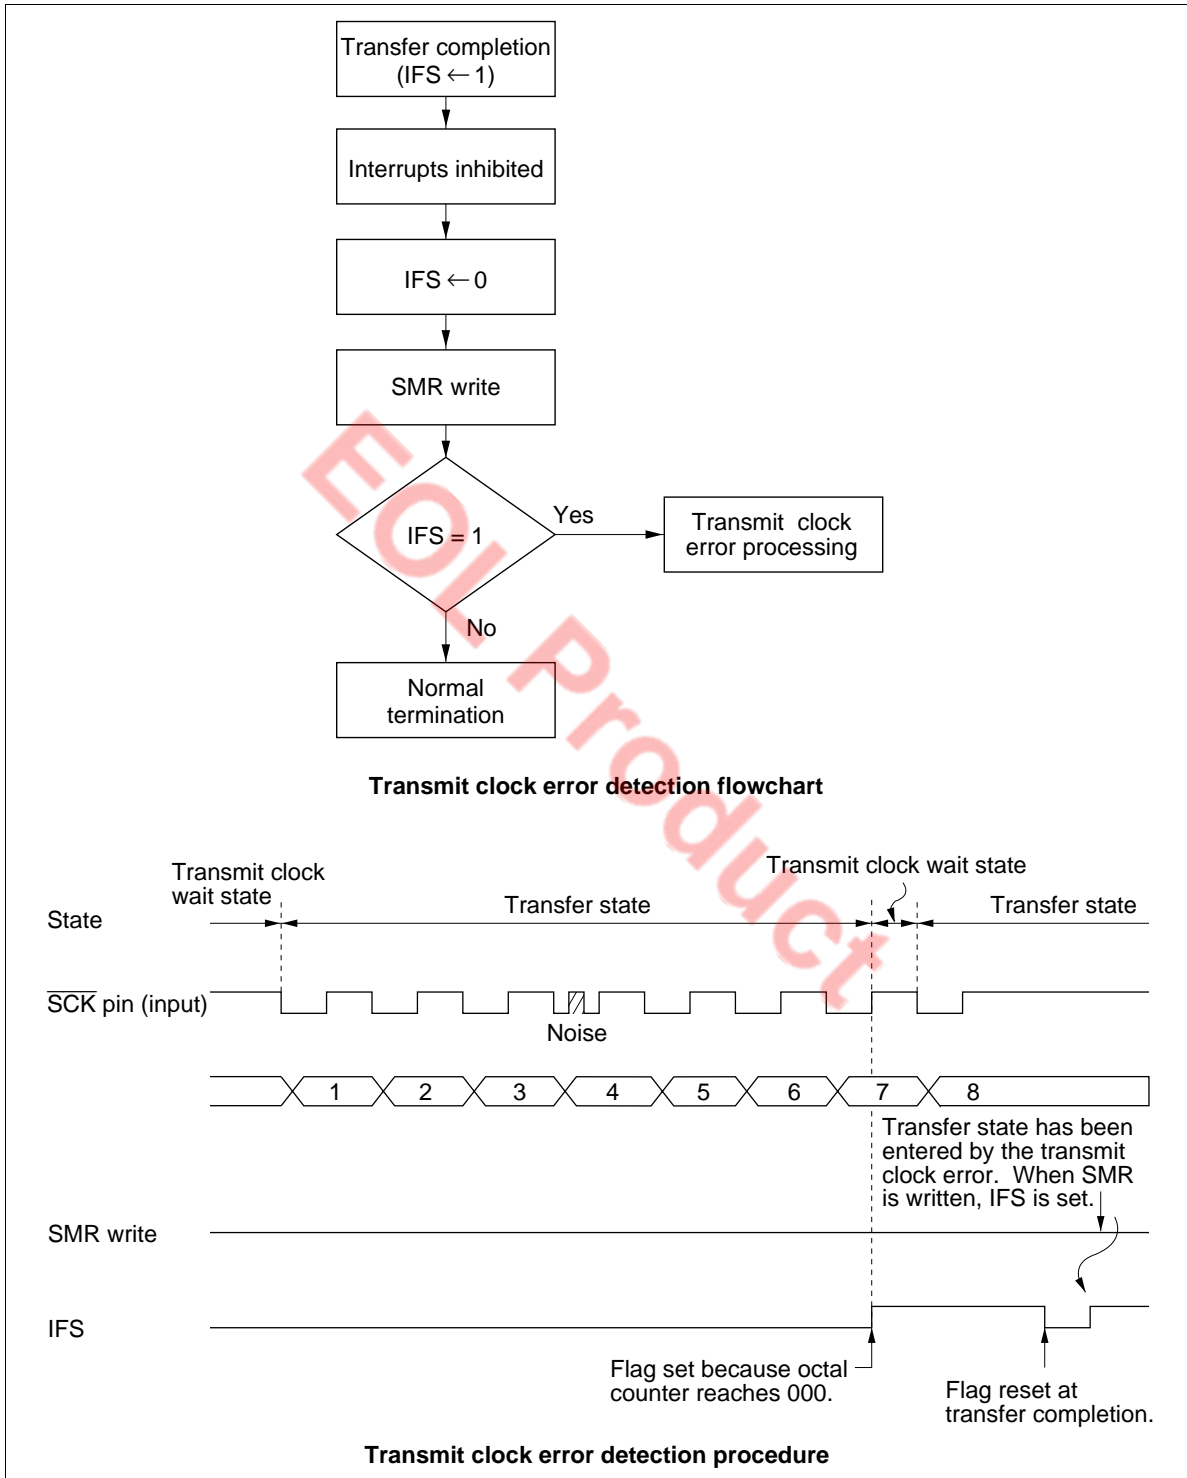 Transfer completion
(IFS ← 1)
Interrupts inhibited
IFS ← 0
SMR write
IFS = 1
Yes
Transmit clock
error processing
No
Normal
termination
Transmit clock error detection flowchart
EOL Product
Transmit clock
wait state
Transmit clock wait state
State
Transfer state
Transfer state
SCK pin (input)
Noise
1 2 3 4 5 6 7 8
Transfer state has been
entered by the transmit
clock error. When SMR
is written, IFS is set.
SMR write
IFS
Flag set because octal
counter reaches 000.
Flag reset at
transfer completion.
Transmit clock error detection procedure